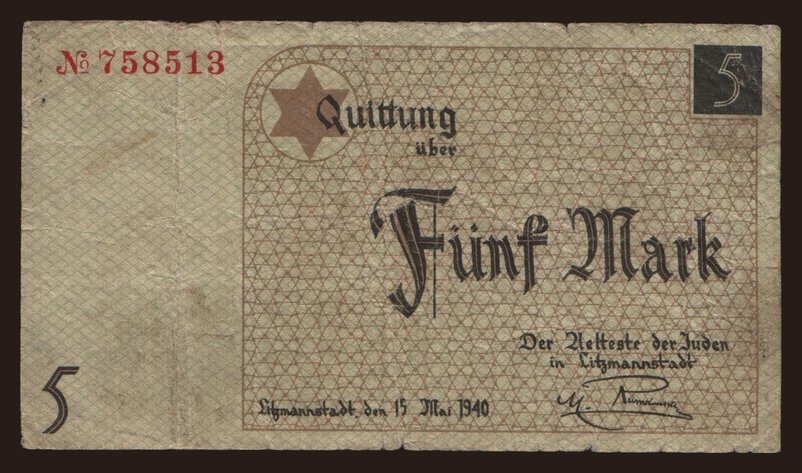 № 758513
5
Quittung
über
Fünf Mark
Der Aelteste der Juden
in Litzmannstadt
5
Litzmannstadt, den 15 Mai 1940